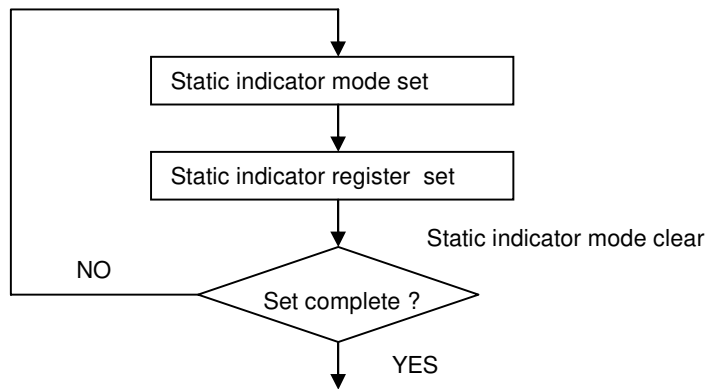 Static indicator mode set
Static indicator register set
Static indicator mode clear
NO
Set complete ?
YES